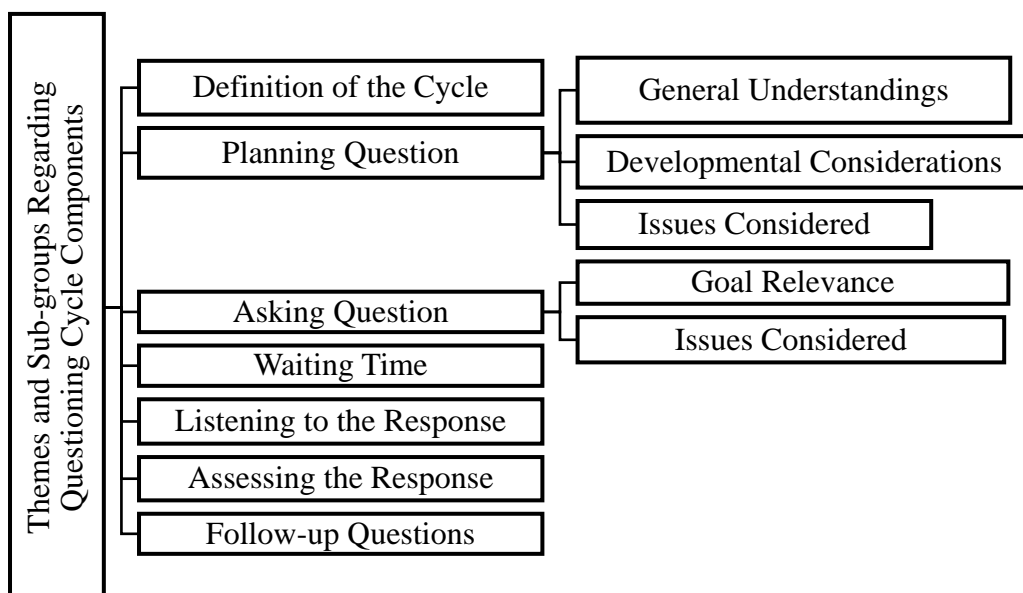 Themes and Sub-groups Regarding
Questioning Cycle Components
Definition of the Cycle
Planning Question
General Understandings
Developmental Considerations
Issues Considered
Asking Question
Goal Relevance
Issues Considered
Waiting Time
Listening to the Response
Assessing the Response
Follow-up Questions